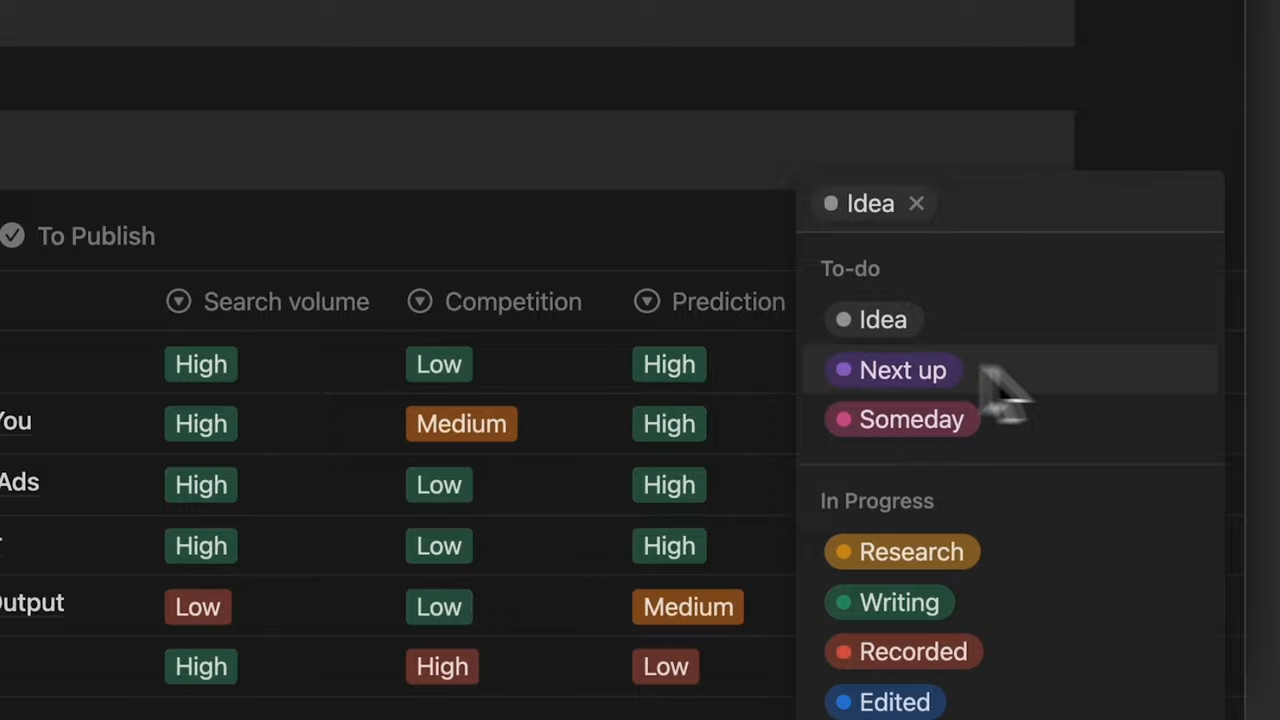 Idea
To Publish
To-do
Search volume Competition Prediction
Idea
High Low High
Next up
You High Medium High
Someday
Ads High Low High
In Progress
High Low High
Research
Output Low Low Medium
Writing
High High Low
Recorded
Edited